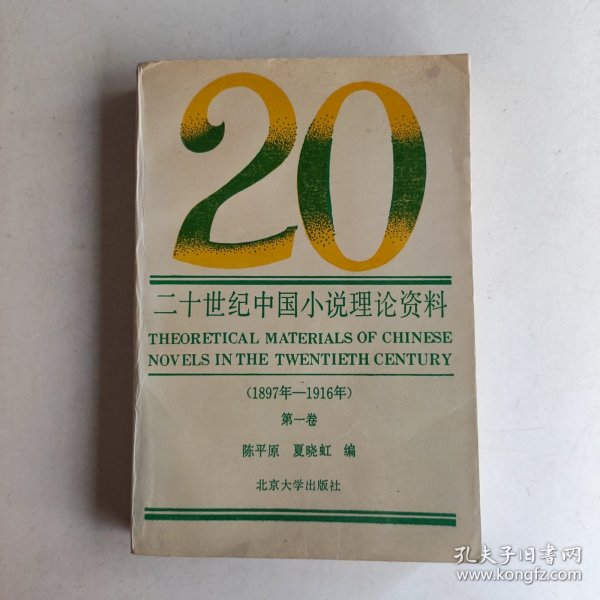 20
二十世纪中国小说理论资料
THEORETICAL MATERIALS OF CHINESE
NOVELS IN THE TWENTIETH CENTURY
(1897年—1916年)
第一卷
陈平原 夏晓虹 编
北京大学出版社
孔夫子旧书网
www.kongfz.com